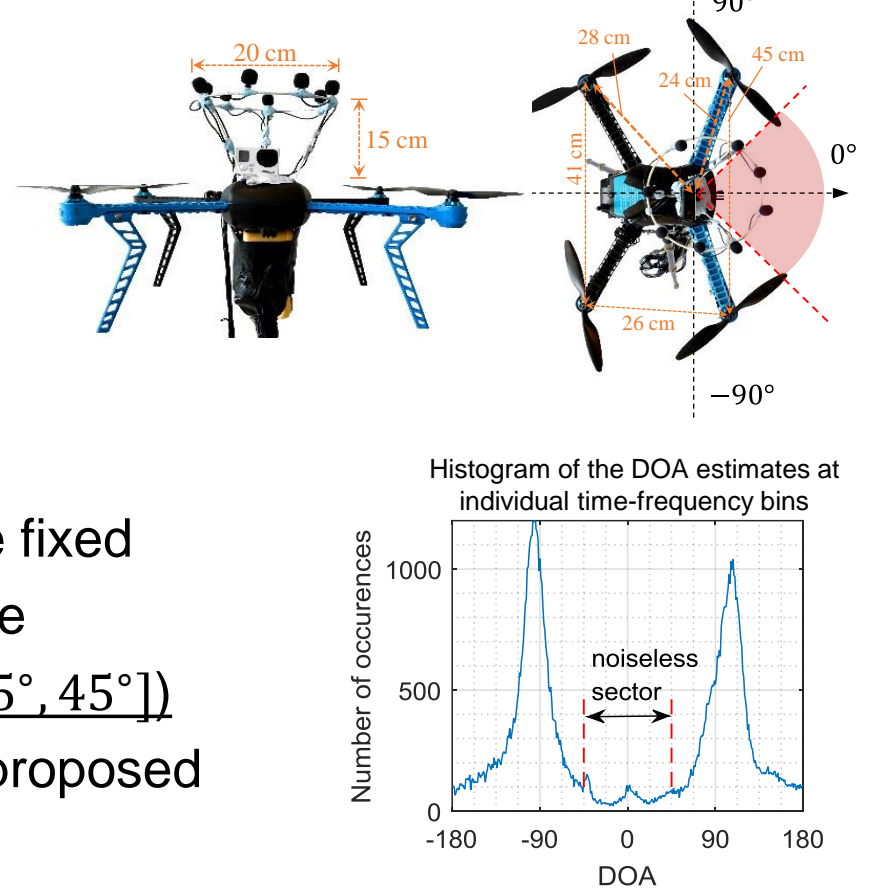 90°
20 cm
15 cm
28 cm
24 cm
45 cm
41 cm
26 cm
0°
−90°
fixed
5°, 45°])
proposed
Histogram of the DOA estimates at
individual time-frequency bins
Number of occurences
1000
500
0
noiseless
sector
-180
-90
0
90
180
DOA